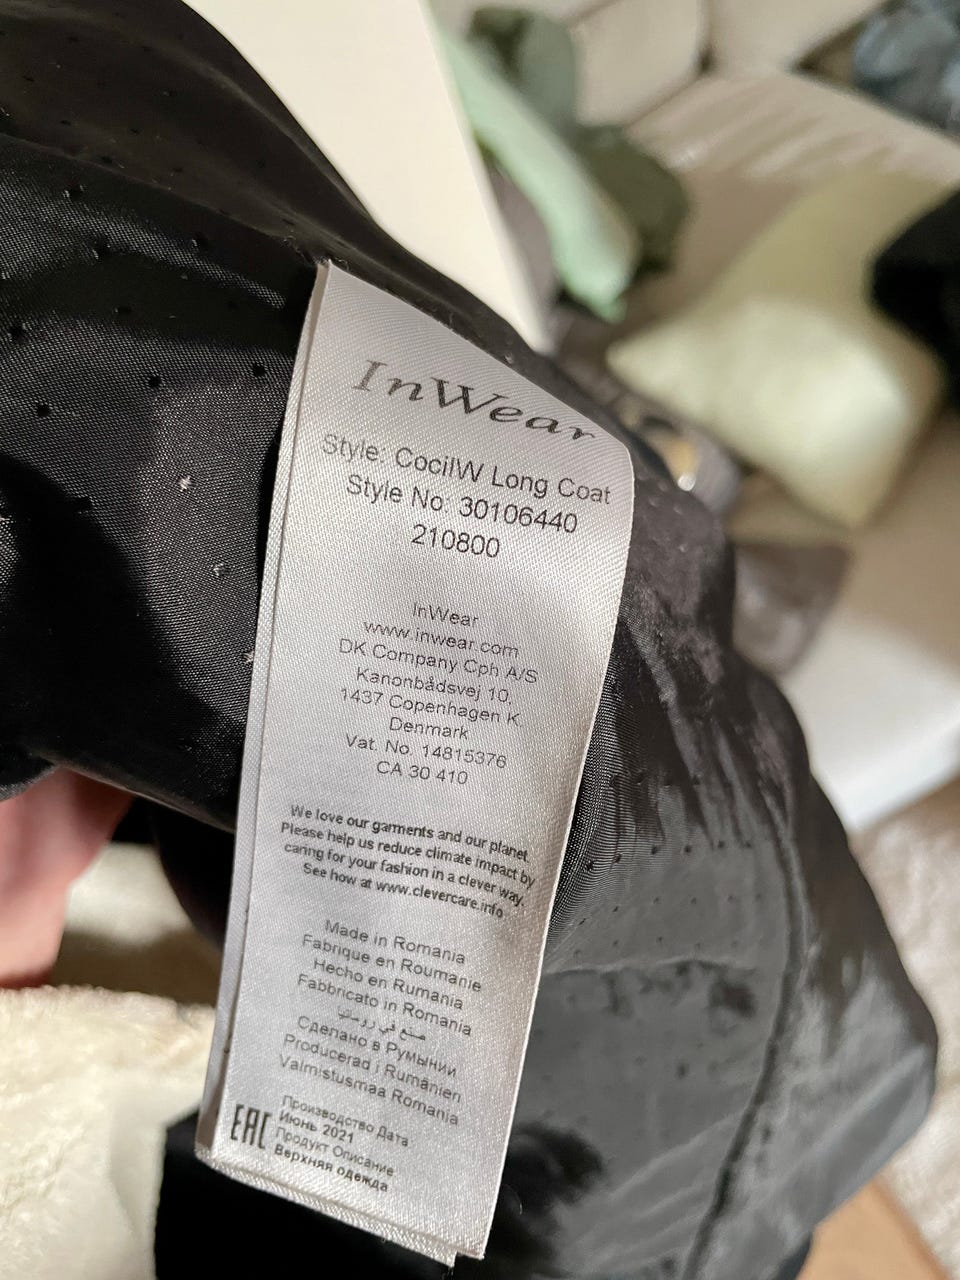 InWear
Style: CociIW Long Coat
Style No: 30106440
210800
InWear
www.inwear.com
DK Company Cph A/S
Kanonbådsvej 10,
1437 Copenhagen K
Denmark
Vat. No. 14815376
CA 30 410
We love our garments and our planet.
Please help us reduce climate impact by
caring for your fashion in a clever way.
See how at www.clevercare.info
Made in Romania
Fabrique en Roumanie
Hecho en Rumania
Fabbricato in Romania
صنع في رومانيا
Сделано в Румынии
Producerad i Rumänien
Valmistusmaa Romania
EAC
Производство Дата
Июнь 2021
Продукт Описание
Верхняя одежда